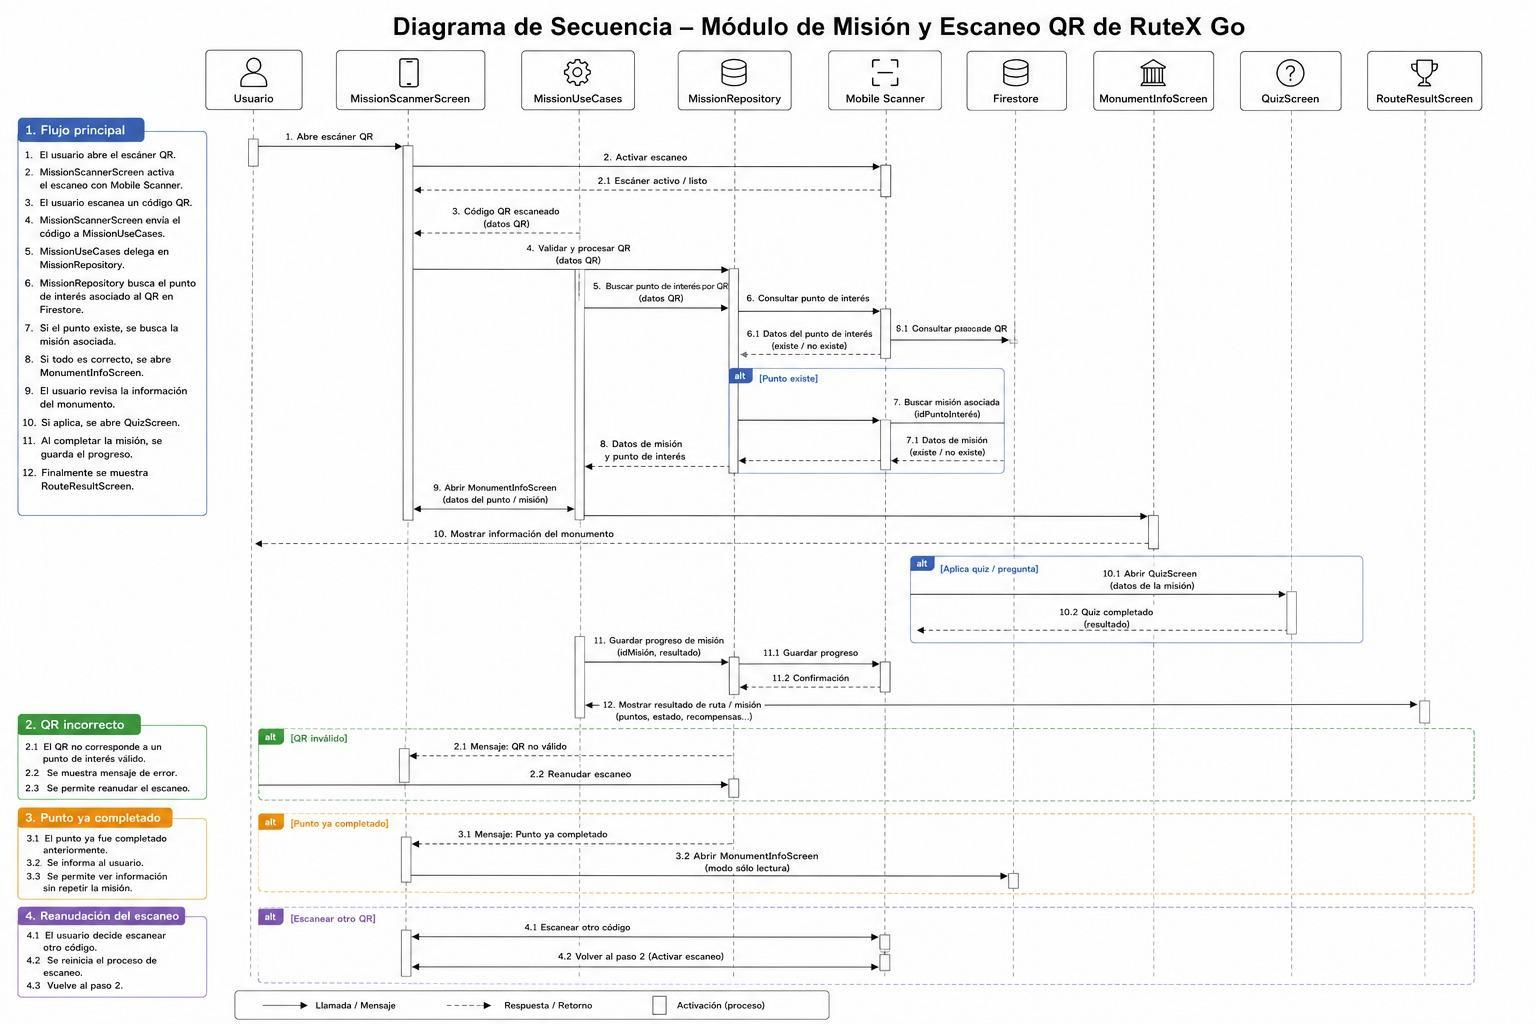 Diagrama de Secuencia – Módulo de Misión y Escaneo QR de RuteX Go
Usuario
MissionScanmerScreen
MissionUseCases
MissionRepository
Mobile Scanner
Firestore
MonumentInfoScreen
QuizScreen
RouteResultScreen
1. Flujo principal
1. El usuario abre el escáner QR.
2. MissionScannerScreen activa
el escaneo con Mobile Scanner.
3. El usuario escanea un código QR.
4. MissionScannerScreen envía el
código a MissionUseCases.
5. MissionUseCases delega en
MissionRepository.
6. MissionRepository busca el punto
de interés asociado al QR en
Firestore.
7. Si el punto existe, se busca la
misión asociada.
8. Si todo es correcto, se abre
MonumentInfoScreen.
9. El usuario revisa la información
del monumento.
10. Si aplica, se abre QuizScreen.
11. Al completar la misión, se
guarda el progreso.
12. Finalmente se muestra
RouteResultScreen.
1. Abre escáner QR
2. Activar escaneo
2.1 Escáner activo / listo
3. Código QR escaneado
(datos QR)
4. Validar y procesar QR
(datos QR)
5. Buscar punto de interés por QR
(datos QR)
6. Consultar punto de interés
6.1 Datos del punto de interés
(existe / no existe)
Consultar
QR
alt
[Punto existe]
7. Buscar misión asociada
(idPuntoInterés)
7.1 Datos de misión
(existe / no existe)
8. Datos de misión
y punto de interés
9. Abrir MonumentInfoScreen
(datos del punto / misión)
10. Mostrar información del monumento
alt
[Aplica quiz / pregunta]
10.1 Abrir QuizScreen
(datos de la misión)
10.2 Quiz completado
(resultado)
11. Guardar progreso de misión
(idMisión, resultado)
11.1 Guardar progreso
11.2 Confirmación
12. Mostrar resultado de ruta / misión
(puntos, estado, recompensas...)
2. QR incorrecto
2.1 El QR no corresponde a un
punto de interés válido.
2.2 Se muestra mensaje de error.
2.3 Se permite reanudar el escaneo.
alt
[QR inválido]
2.1 Mensaje: QR no válido
2.2 Reanudar escaneo
3. Punto ya completado
3.1 El punto ya fue completado
anteriormente.
3.2. Se informa al usuario.
3.3 Se permite ver información
sin repetir la misión.
alt
[Punto ya completado]
3.1 Mensaje: Punto ya completado
3.2 Abrir MonumentInfoScreen
(modo sólo lectura)
4. Reanudación del escaneo
4.1 El usuario decide escanear
otro código.
4.2 Se reinicia el proceso de
escaneo.
4.3 Vuelve al paso 2.
alt
[Escanear otro QR]
4.1 Escanear otro código
4.2 Volver al paso 2 (Activar escaneo)
Llamada / Mensaje
Respuesta / Retorno
Activación (proceso)